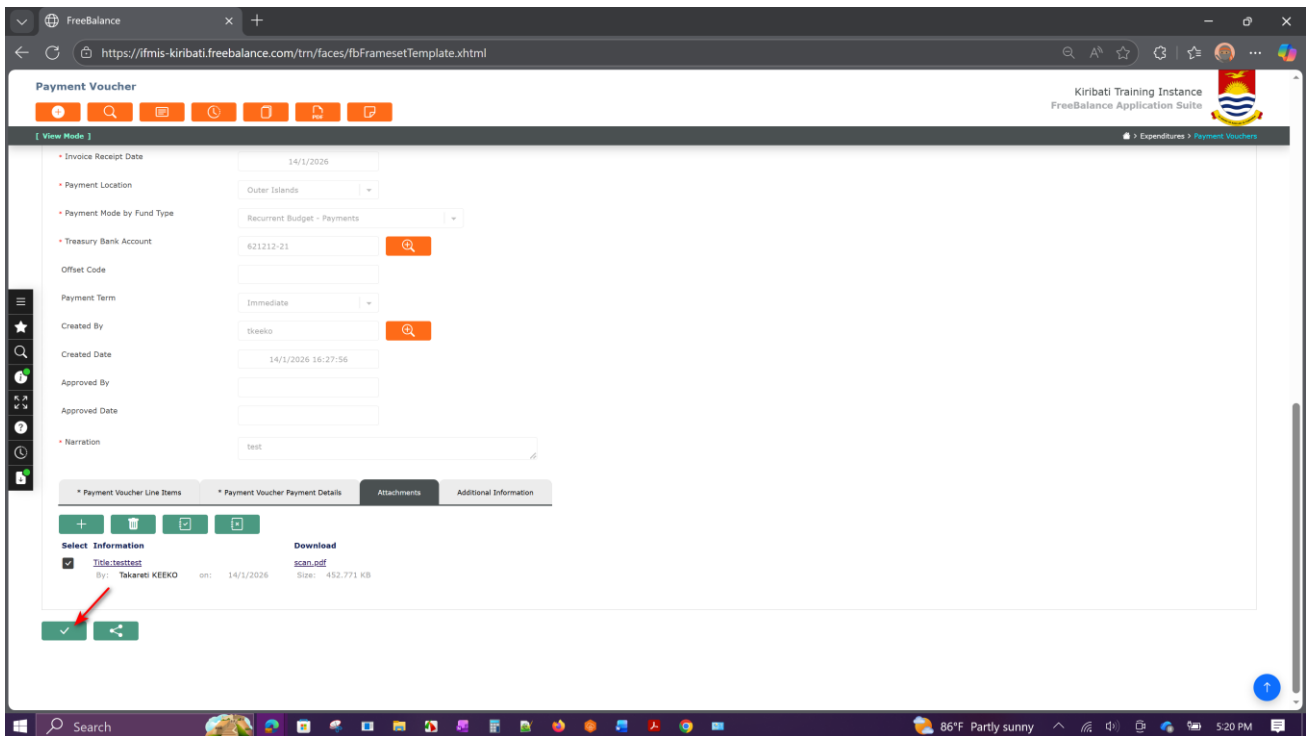 FreeBalance
https://ifmis-kiribati.freebalance.com/trn/faces/fbFramesetTemplate.xhtml
Payment Voucher
Kiribati Training Instance
FreeBalance Application Suite
PDF
[ View Mode ]
> Expenditures > Payment Vouchers
* Invoice Receipt Date 14/1/2026
* Payment Location Outer Islands
* Payment Mode by Fund Type Recurrent Budget - Payments
* Treasury Bank Account 621212-21
Offset Code
Payment Term Immediate
Created By tkeeko
Created Date 14/1/2026 16:27:56
Approved By
Approved Date
* Narration test
* Payment Voucher Line Items * Payment Voucher Payment Details Attachments Additional Information
Select Information Download
Title:testtest scan.pdf
By: Takareti KEEKO on: 14/1/2026 Size: 452.771 KB
Search 86°F Partly sunny 5:20 PM